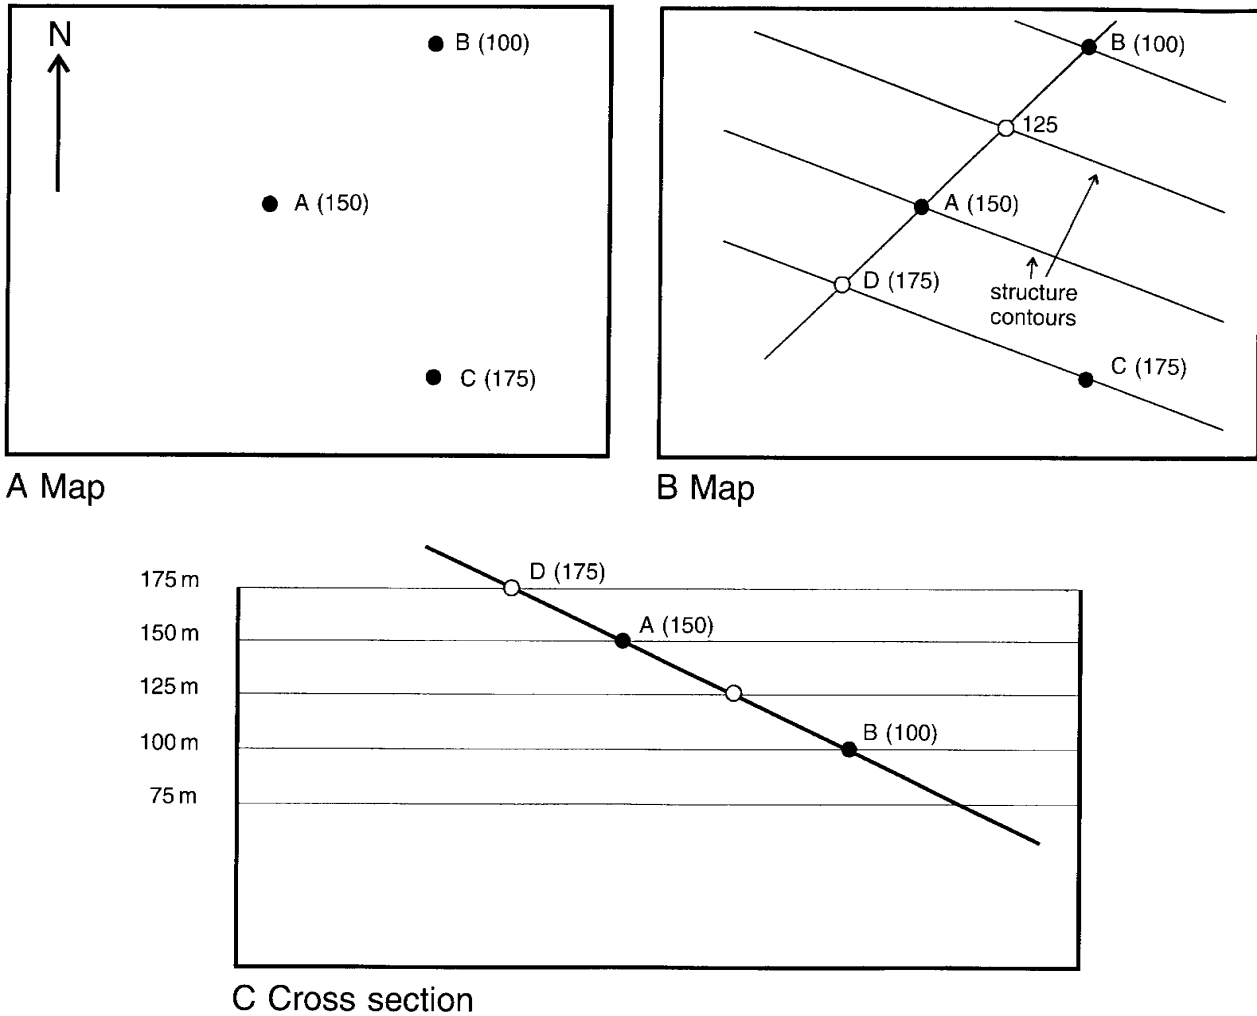 N
B (100)
A (150)
C (175)
A Map
B (100)
125
A (150)
D (175)
structure
contours
C (175)
B Map
175 m
D (175)
150 m
A (150)
125 m
100 m
B (100)
75 m
C Cross section